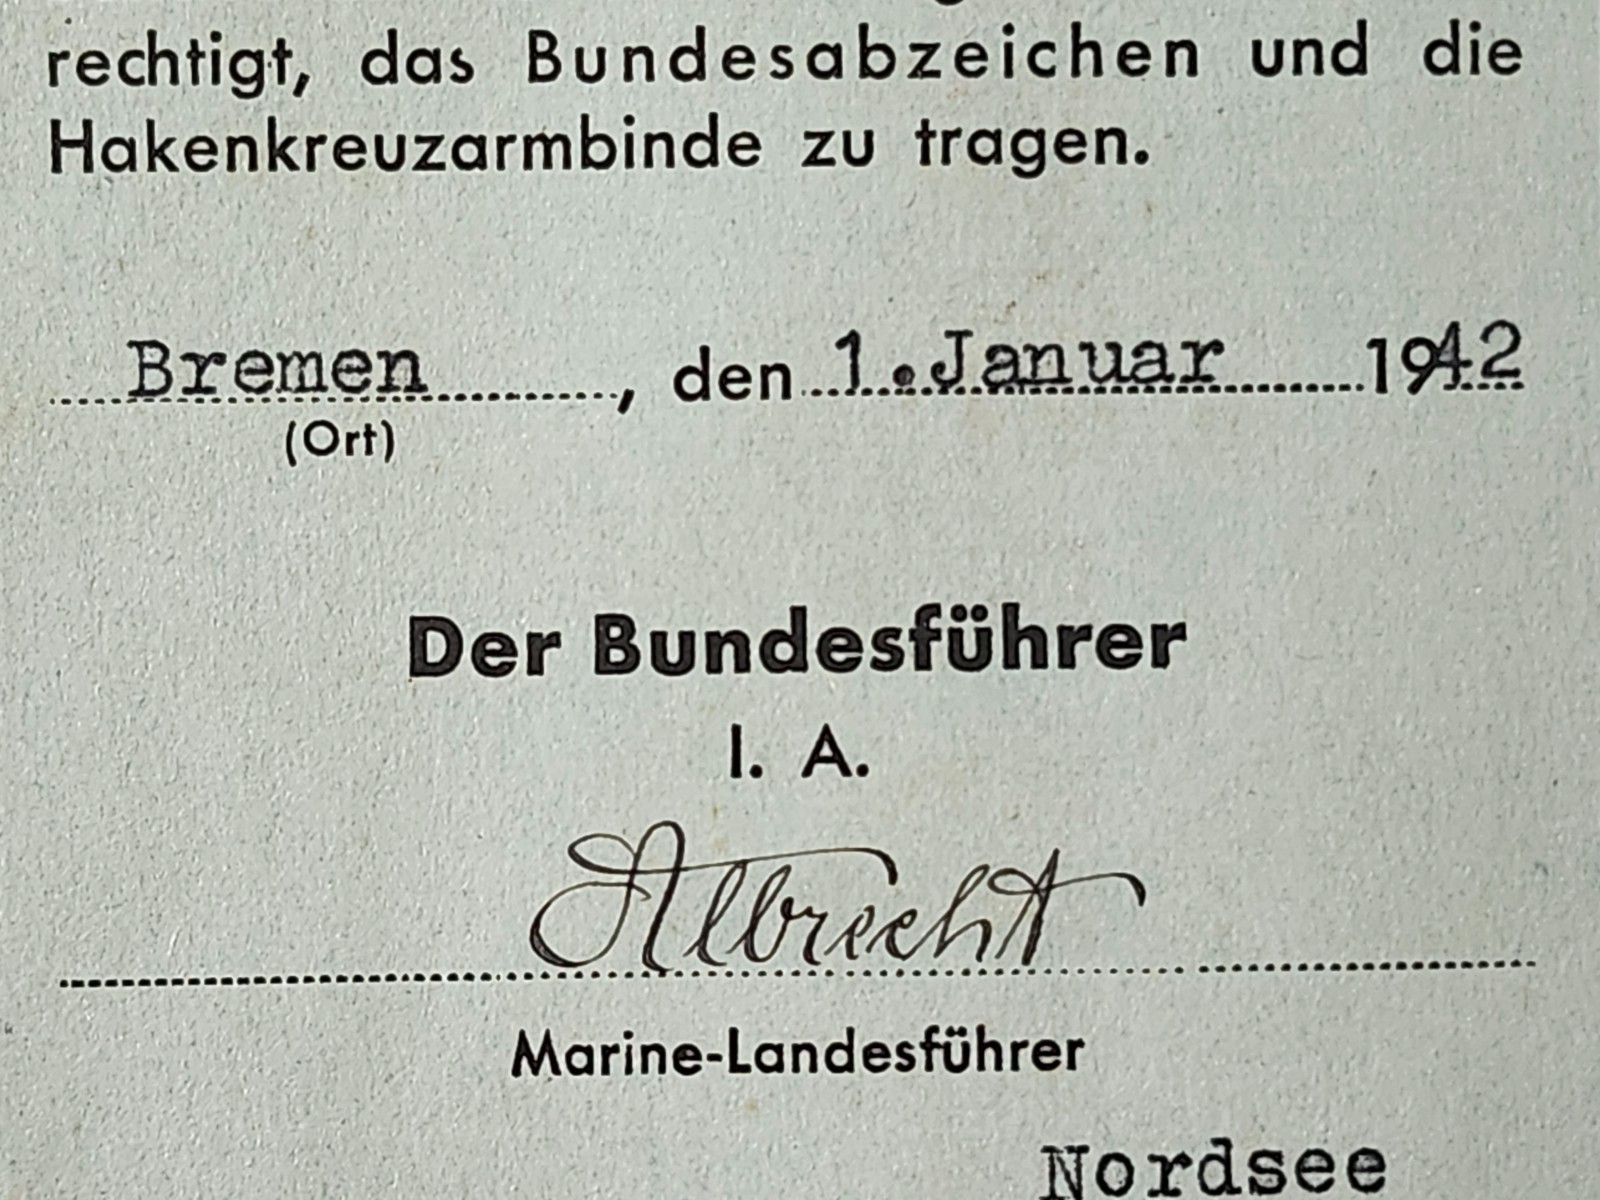 rechtigt, das Bundesabzeichen und die
Hakenkreuzarmbinde zu tragen.
Bremen, den 1. Januar 1942
(Ort)
Der Bundesführer
I. A.
Albrecht
Marine-Landesführer
Nordsee